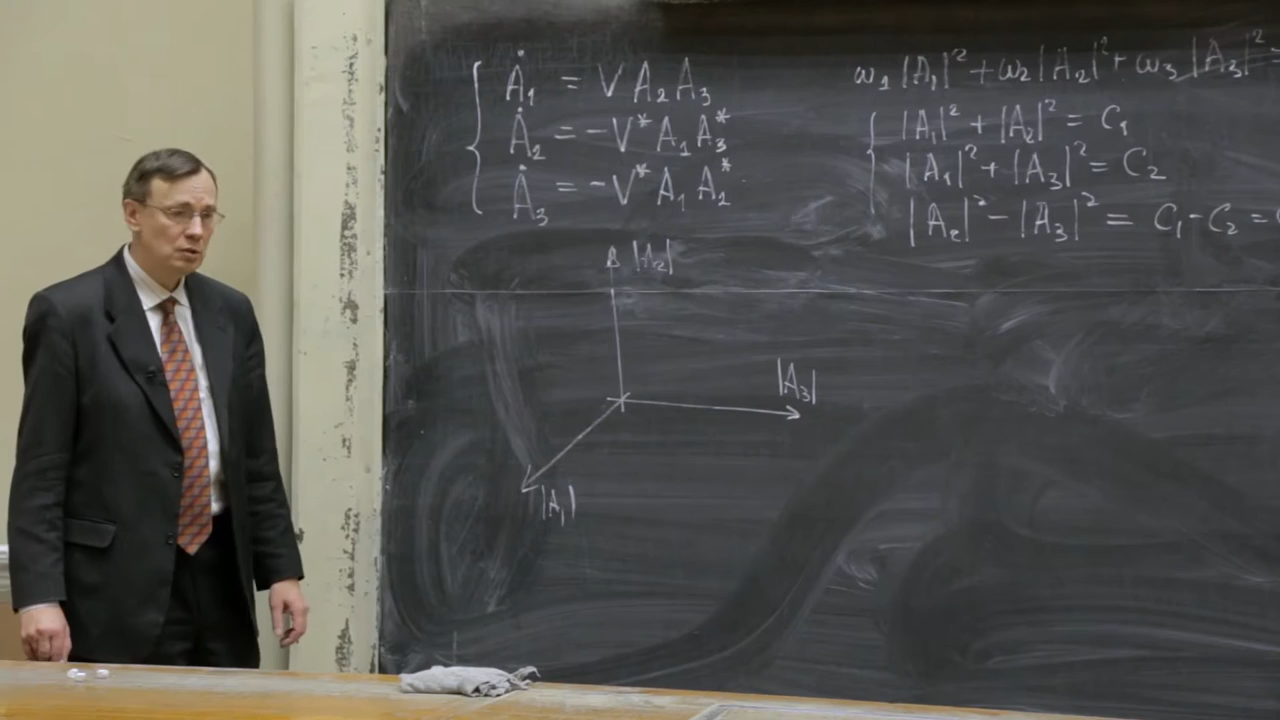 Ȧ₁ = V A₂ A₃
Ȧ₂ = −V* A₁ A₃*
Ȧ₃ = −V* A₁ A₂*
ω₁ |A₁|² + ω₂ |A₂|² + ω₃ |A₃|² =
|A₁|² + |A₂|² = C₁
|A₁|² + |A₃|² = C₂
|A₂|² − |A₃|² = C₁ − C₂ =
|A₂|
|A₃|
|A₁|